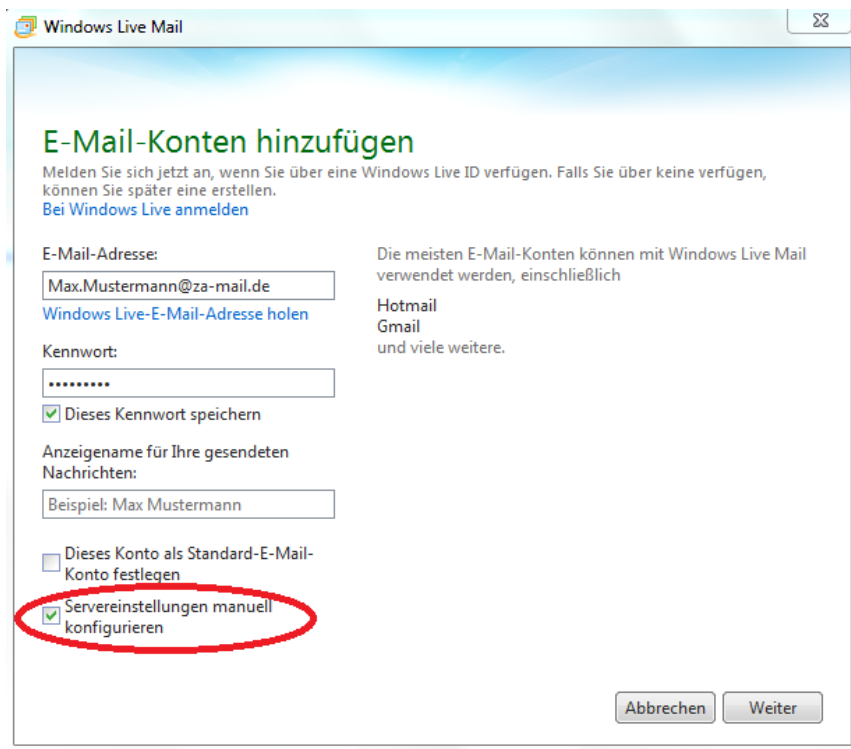 Windows Live Mail
E-Mail-Konten hinzufügen
Melden Sie sich jetzt an, wenn Sie über eine Windows Live ID verfügen. Falls Sie über keine verfügen,
können Sie später eine erstellen.
Bei Windows Live anmelden
E-Mail-Adresse:
Max.Mustermann@za-mail.de
Windows Live-E-Mail-Adresse holen
Kennwort:
•••••••••
Dieses Kennwort speichern
Anzeigename für Ihre gesendeten
Nachrichten:
Beispiel: Max Mustermann
Dieses Konto als Standard-E-Mail-
Konto festlegen
Servereinstellungen manuell
konfigurieren
Die meisten E-Mail-Konten können mit Windows Live Mail
verwendet werden, einschließlich
Hotmail
Gmail
und viele weitere.
Abbrechen
Weiter